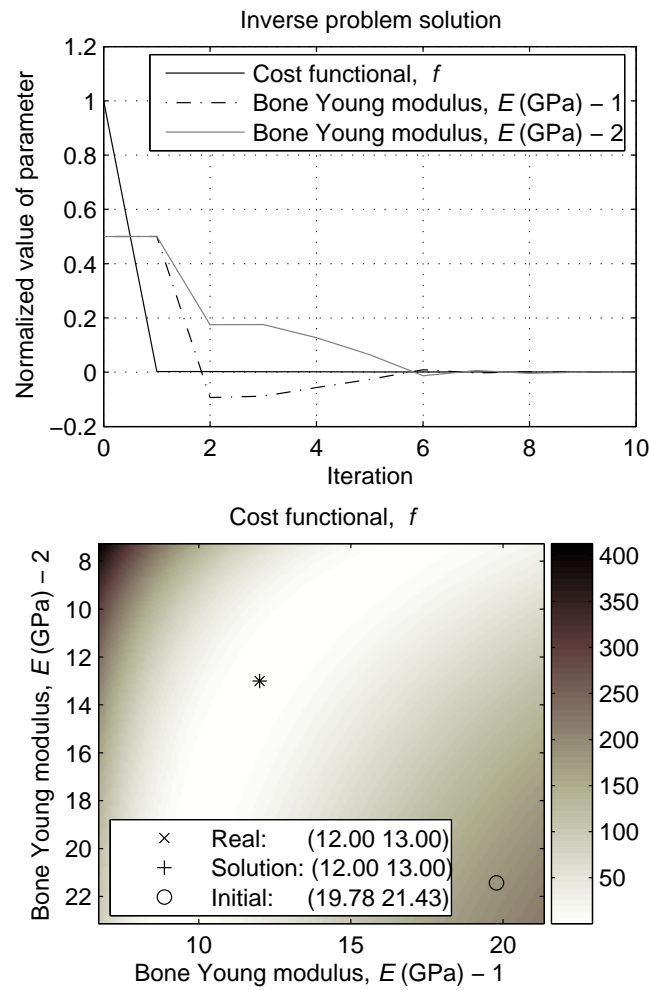 Inverse problem solution
Normalized value of parameter
1.2
1
0.8
0.6
0.4
0.2
0
−0.2
Cost functional, f
Bone Young modulus, E (GPa) − 1
Bone Young modulus, E (GPa) − 2
0 2 4 6 8 10
Iteration
Cost functional, f
Bone Young modulus, E (GPa) − 2
8
10
12
14
16
18
20
22
Real: (12.00 13.00)
Solution: (12.00 13.00)
Initial: (19.78 21.43)
10 15 20
Bone Young modulus, E (GPa) − 1
400
350
300
250
200
150
100
50